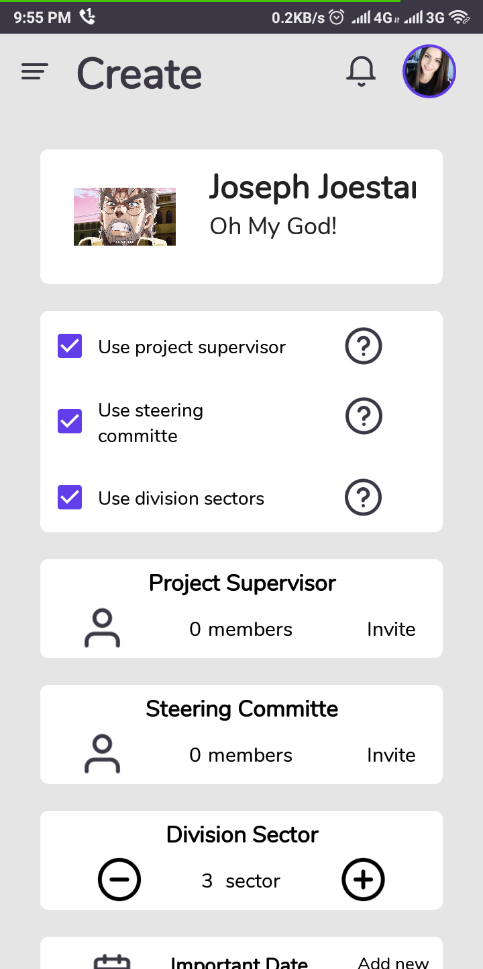 9:55 PM 0.2KB/s 4G 3G
Create
Joseph Joestar
Oh My God!
Use project supervisor
Use steering
committe
Use division sectors
Project Supervisor
0 members Invite
Steering Committe
0 members Invite
Division Sector
3 sector
Important Date Add new